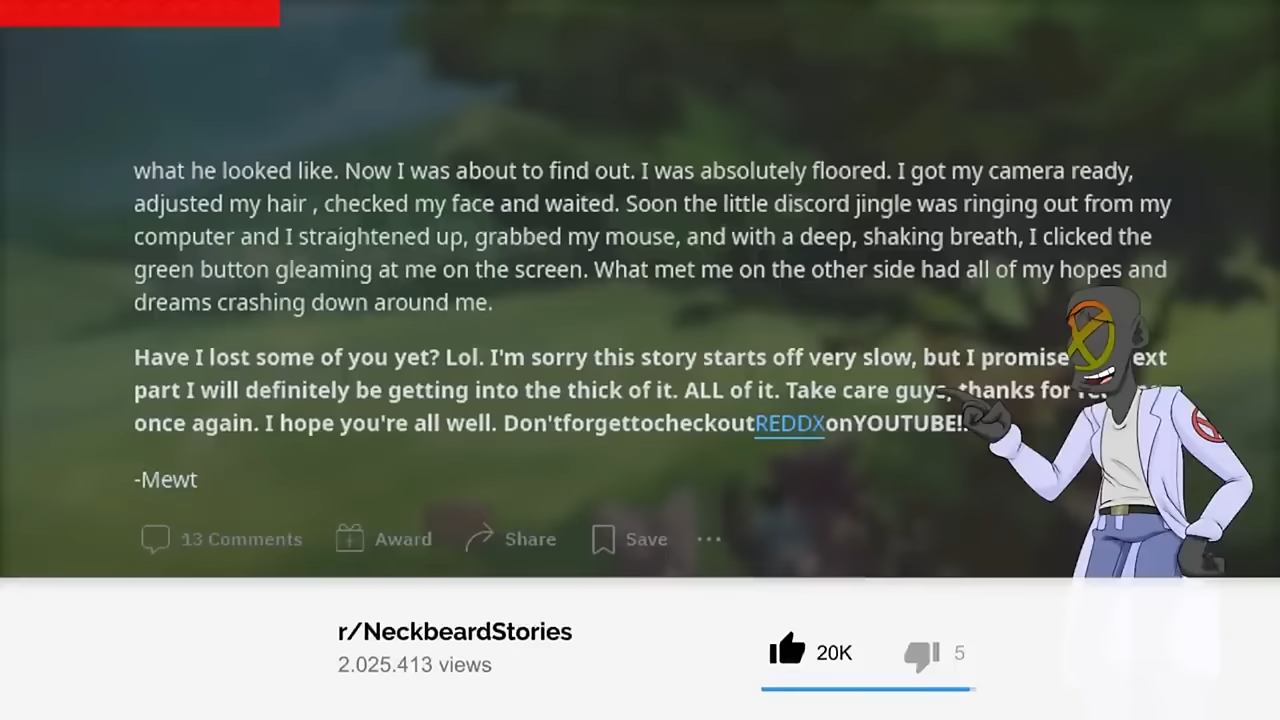 what he looked like. Now I was about to find out. I was absolutely floored. I got my camera ready,
adjusted my hair , checked my face and waited. Soon the little discord jingle was ringing out from my
computer and I straightened up, grabbed my mouse, and with a deep, shaking breath, I clicked the
green button gleaming at me on the screen. What met me on the other side had all of my hopes and
dreams crashing down around me.
Have I lost some of you yet? Lol. I'm sorry this story starts off very slow, but I promise ext
part I will definitely be getting into the thick of it. ALL of it. Take care guys, thanks for
once again. I hope you're all well. Don'tforgettocheckoutREDDXonYOUTUBE!.
-Mewt
13 Comments Award Share Save ...
r/NeckbeardStories
2.025.413 views
20K 5